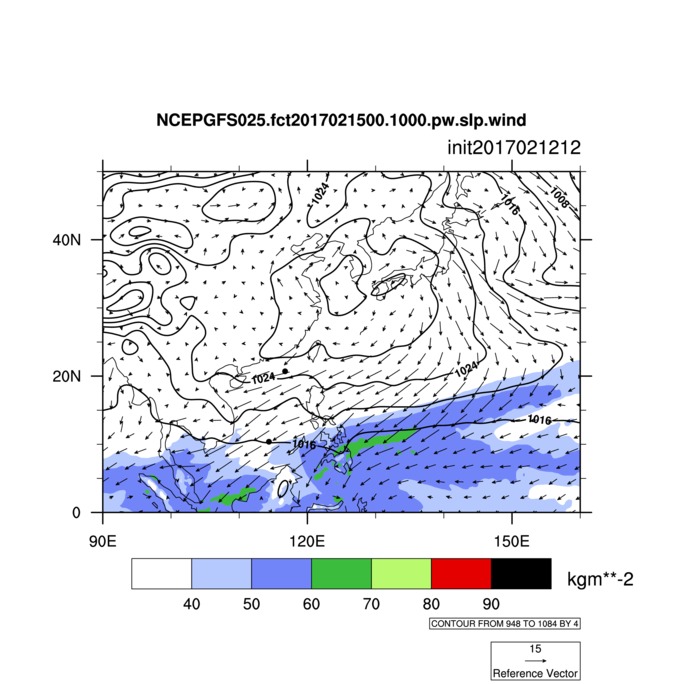 NCEPGFS025.fct2017021500.1000.pw.slp.wind
init2017021212
1024
1016
1008
40N
20N
1024
1024
1016
1016
0
90E 120E 150E
kgm**-2
40 50 60 70 80 90
CONTOUR FROM 948 TO 1084 BY 4
15
Reference Vector